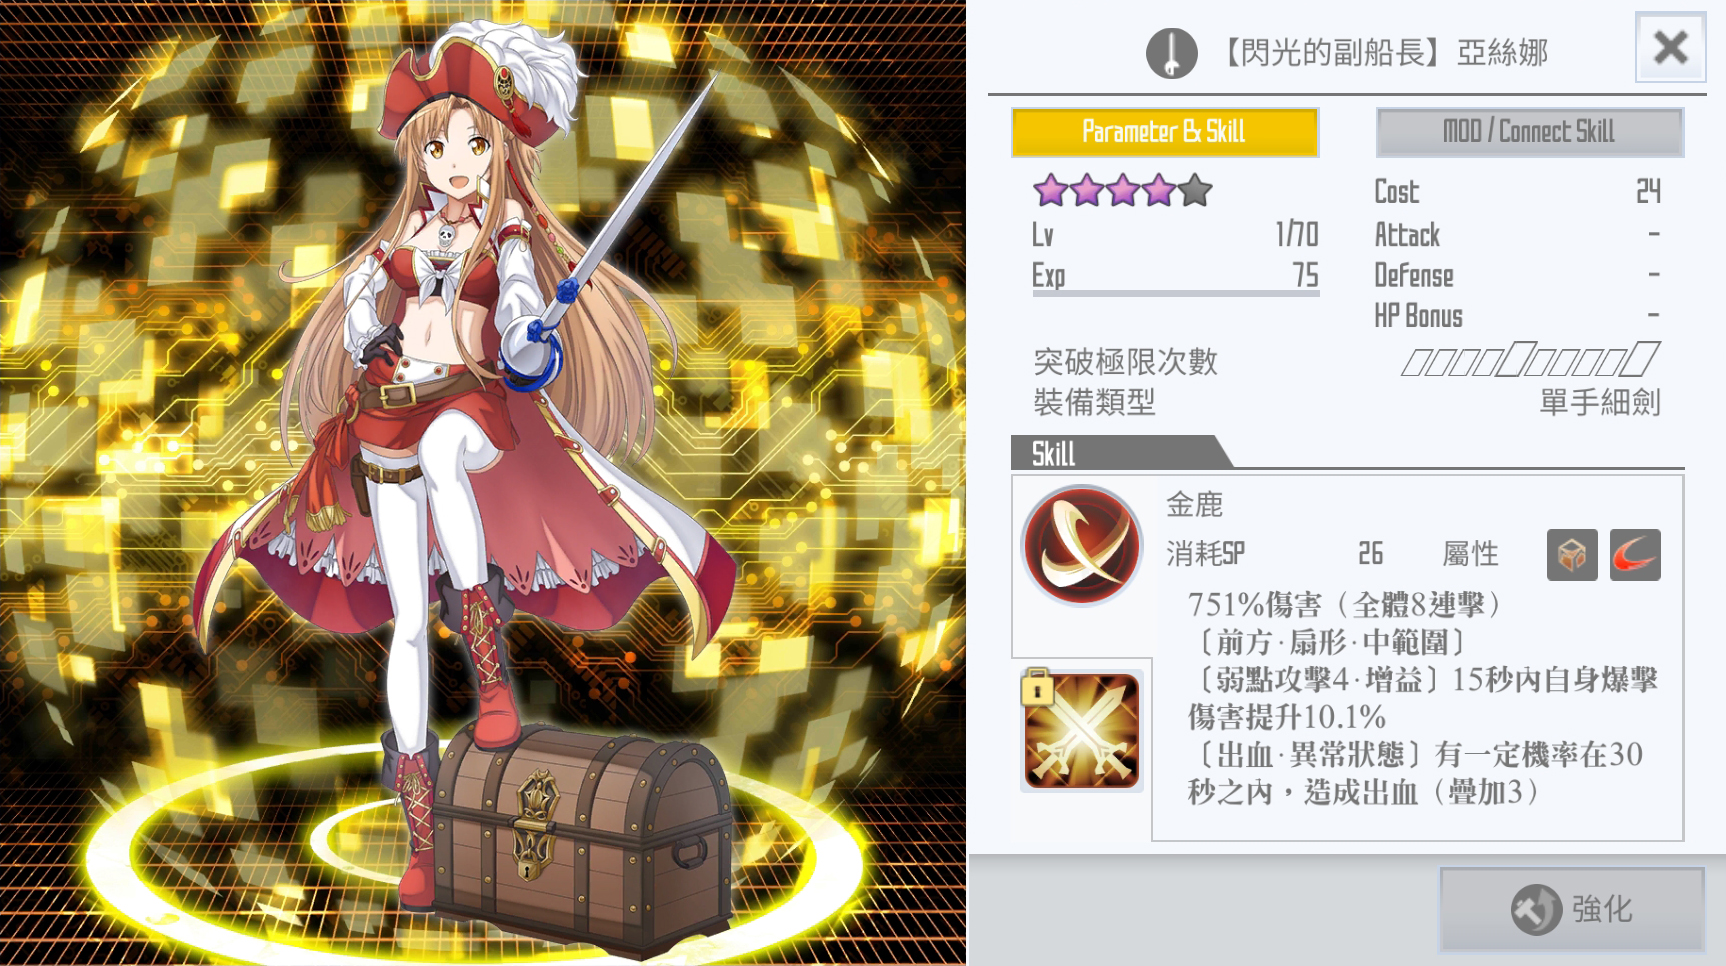 【閃光的副船長】亞絲娜
Parameter & Skill
MOD / Connect Skill
Lv 1/70
Exp 75
Cost 24
Attack -
Defense -
HP Bonus -
突破極限次數
裝備類型 單手細劍
Skill
金鹿
消耗SP 26 屬性
751%傷害（全體8連擊）
〔前方·扇形·中範圍〕
〔弱點攻擊4·增益〕15秒內自身爆擊
傷害提升10.1%
〔出血·異常狀態〕有一定機率在30
秒之內，造成出血（疊加3）
強化